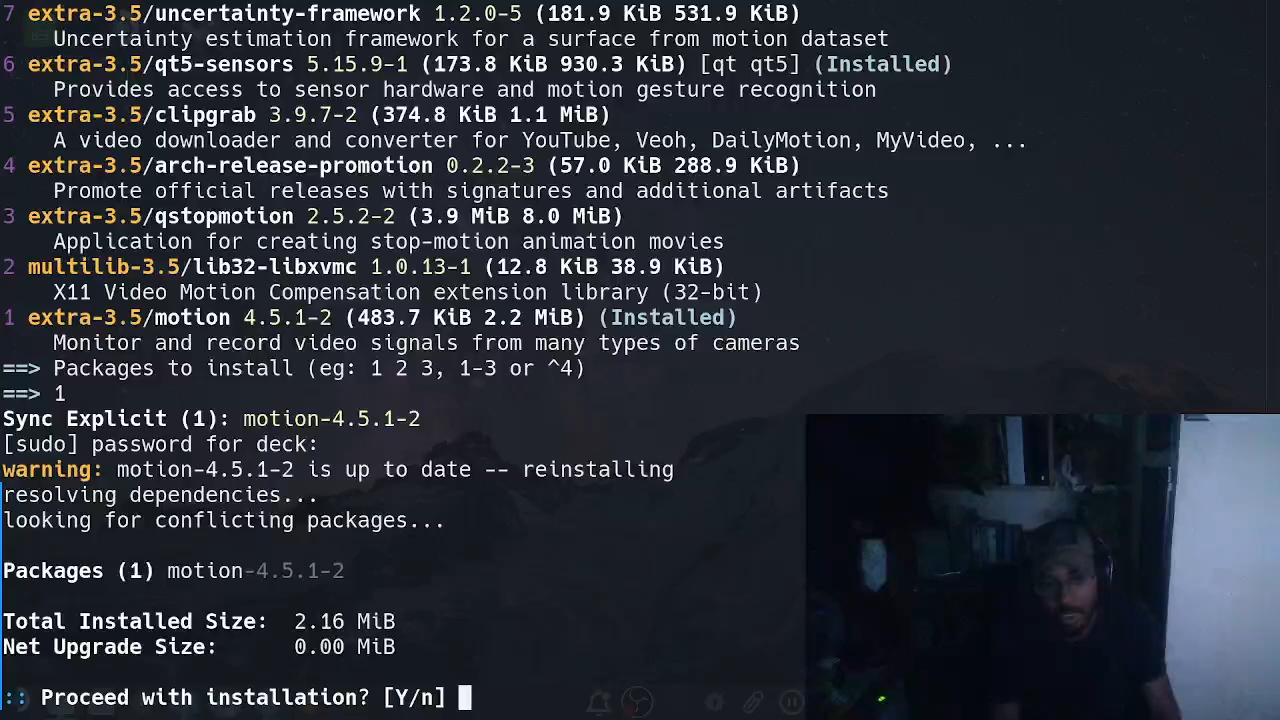 7 extra-3.5/uncertainty-framework 1.2.0-5 (181.9 KiB 531.9 KiB)
Uncertainty estimation framework for a surface from motion dataset
6 extra-3.5/qt5-sensors 5.15.9-1 (173.8 KiB 930.3 KiB) [qt qt5] (Installed)
Provides access to sensor hardware and motion gesture recognition
5 extra-3.5/clipgrab 3.9.7-2 (374.8 KiB 1.1 MiB)
A video downloader and converter for YouTube, Veoh, DailyMotion, MyVideo, ...
4 extra-3.5/arch-release-promotion 0.2.2-3 (57.0 KiB 288.9 KiB)
Promote official releases with signatures and additional artifacts
3 extra-3.5/qstopmotion 2.5.2-2 (3.9 MiB 8.0 MiB)
Application for creating stop-motion animation movies
2 multilib-3.5/lib32-libxvmc 1.0.13-1 (12.8 KiB 38.9 KiB)
X11 Video Motion Compensation extension library (32-bit)
1 extra-3.5/motion 4.5.1-2 (483.7 KiB 2.2 MiB) (Installed)
Monitor and record video signals from many types of cameras
==> Packages to install (eg: 1 2 3, 1-3 or ^4)
==> 1
Sync Explicit (1): motion-4.5.1-2
[sudo] password for deck:
warning: motion-4.5.1-2 is up to date -- reinstalling
resolving dependencies...
looking for conflicting packages...
Packages (1) motion-4.5.1-2
Total Installed Size: 2.16 MiB
Net Upgrade Size: 0.00 MiB
:: Proceed with installation? [Y/n]